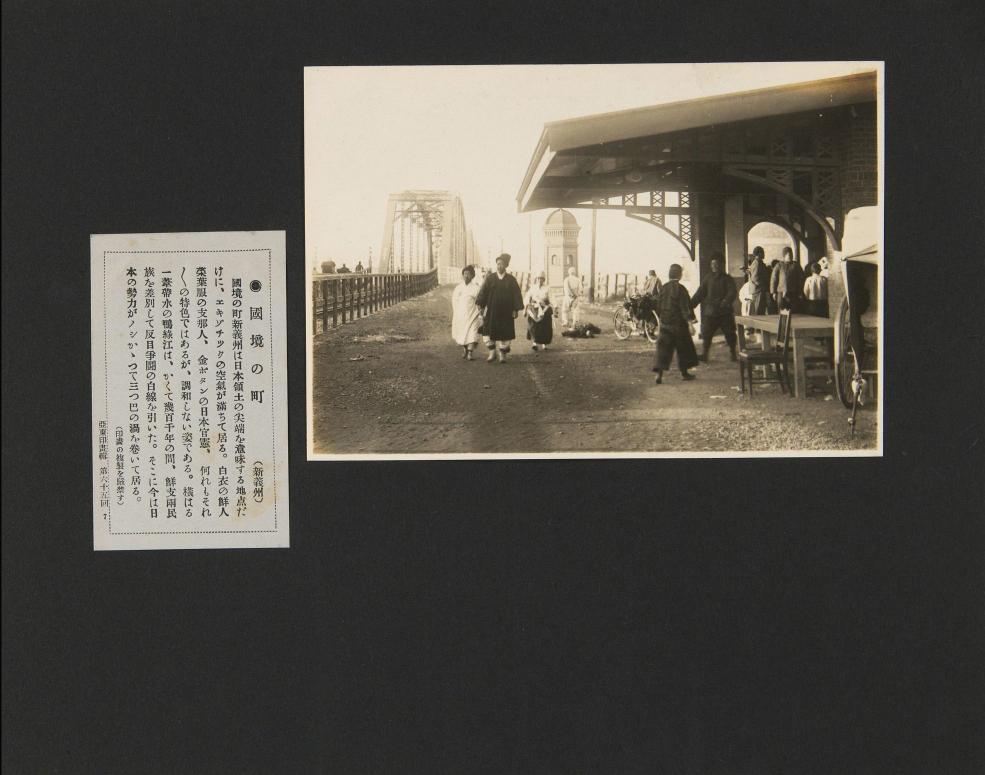 ●國境の町
（新義州）
國境の町新義州は日本領土の尖端を意味する地点だ
けに、エキゾチックの空氣が滿ちて居る。白衣の鮮人
菜葉服の支那人、金ボタンの日本官憲、何れもそれ
〲の特色ではあるが、調和しない姿である。橫はる
一葦帶水の鴨綠江は、かくて幾百千年の間、鮮支兩民
族を差別して反目爭鬪の白線を引いた。そこに今は日
本の勢力がノシかゝつて三つ巴の渦を卷いて居る。
（印畫の複製を嚴禁す）
亞東印畫輯 第六十五回 7